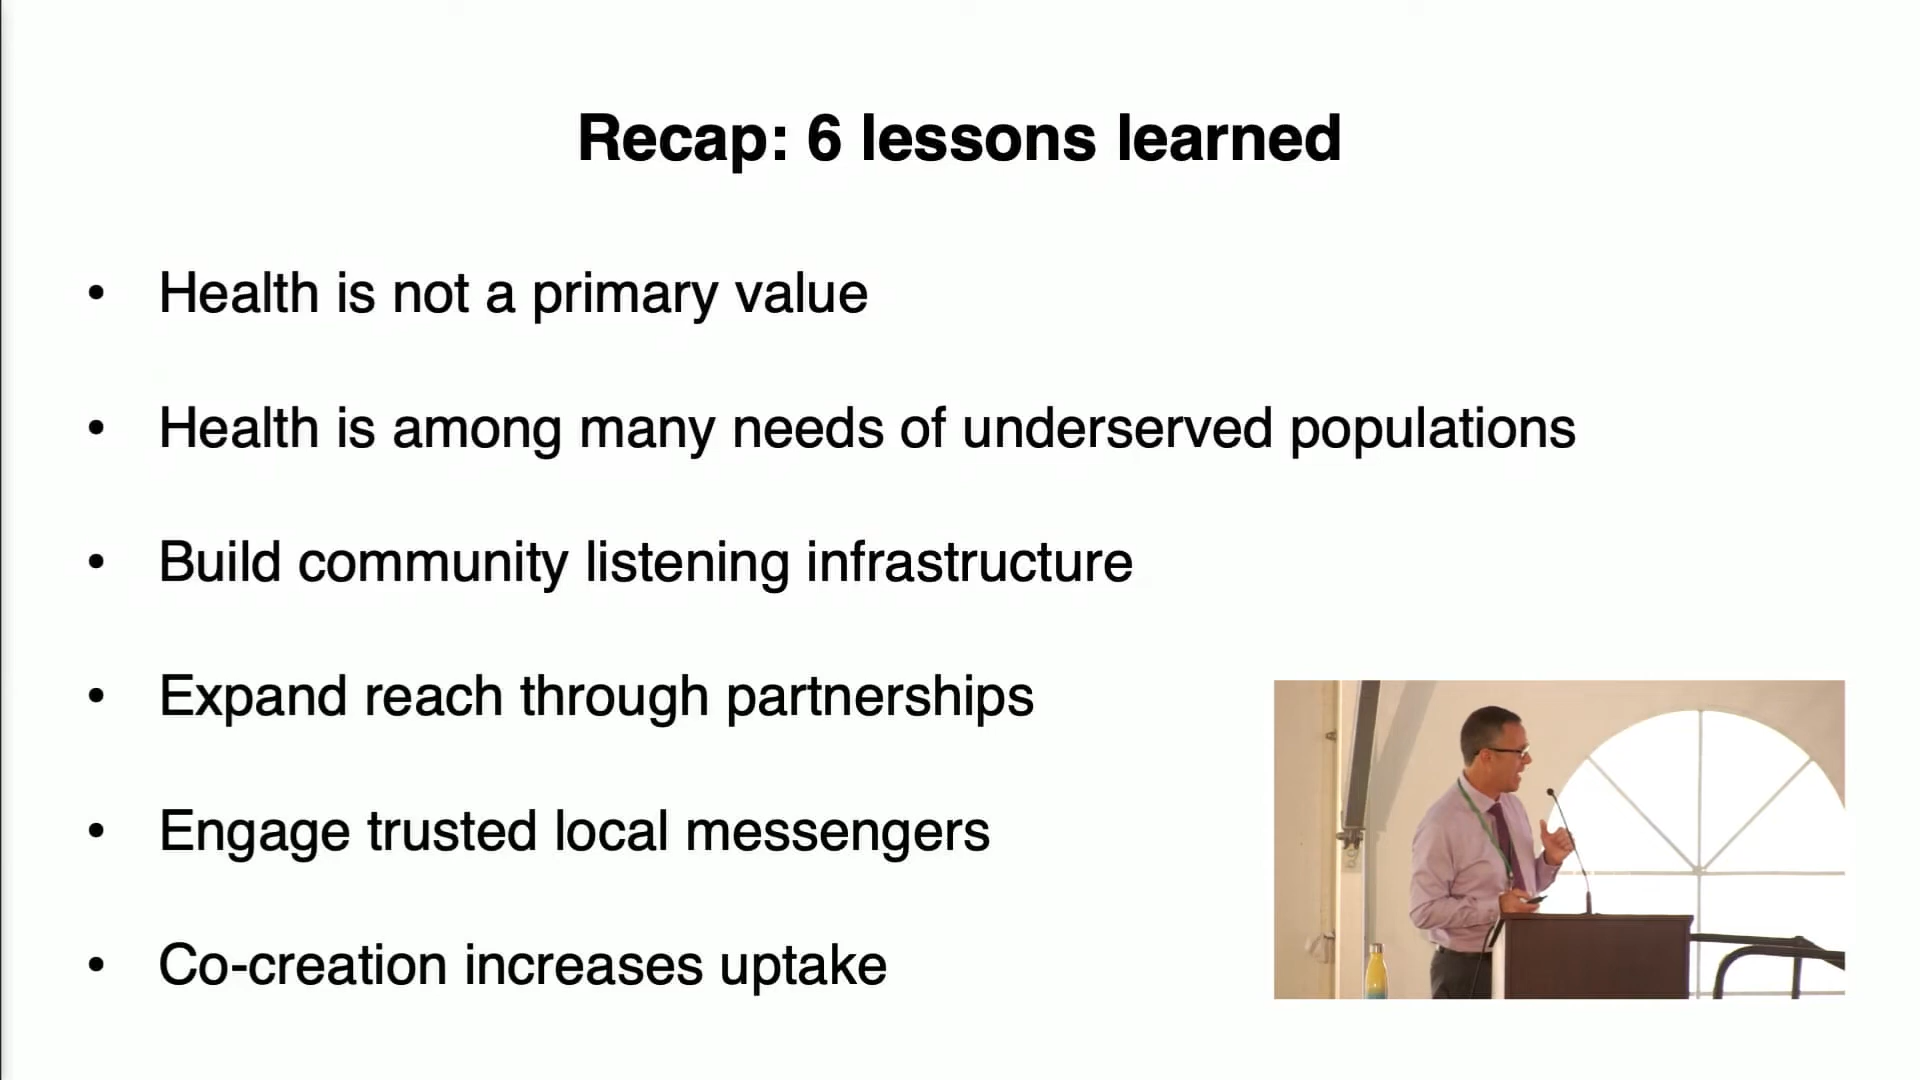 Recap: 6 lessons learned
• Health is not a primary value
• Health is among many needs of underserved populations
• Build community listening infrastructure
• Expand reach through partnerships
• Engage trusted local messengers
• Co-creation increases uptake